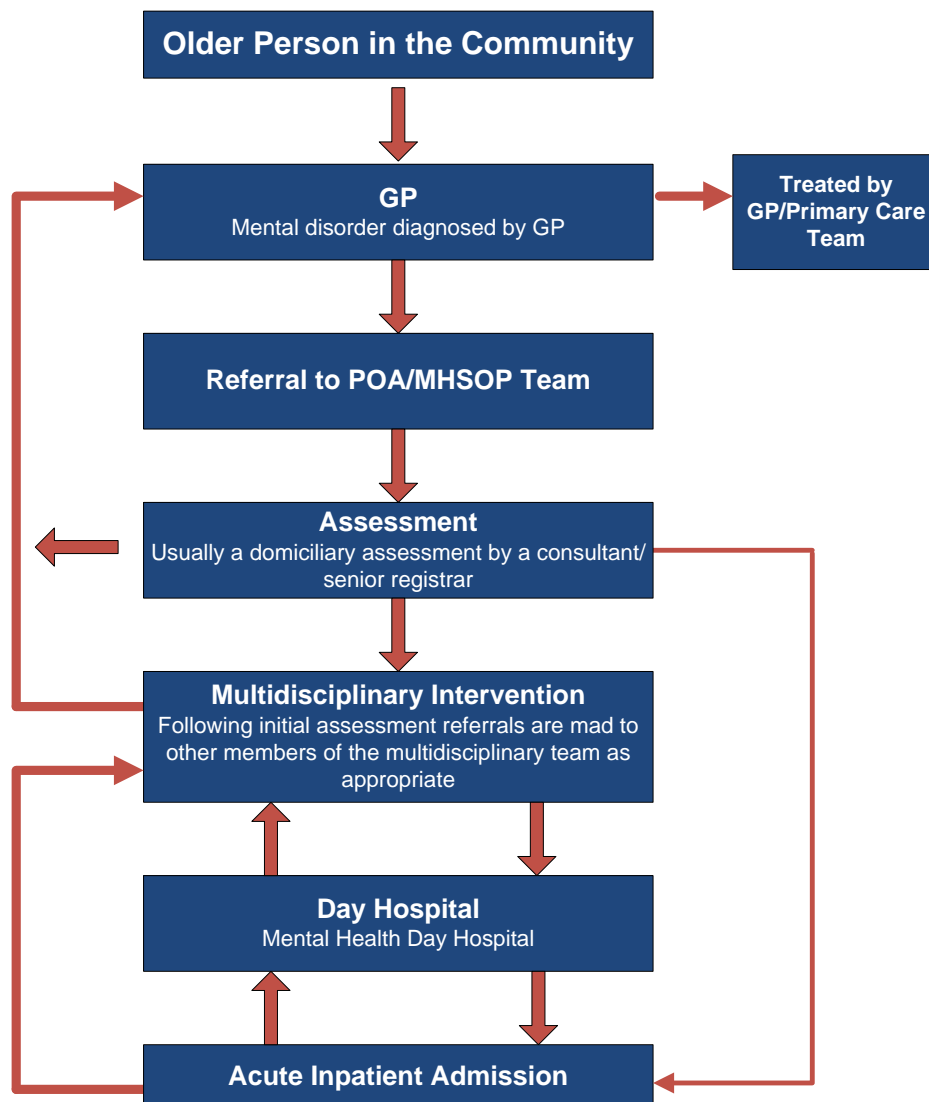 Older Person in the Community
GP
Mental disorder diagnosed by GP
Treated by
GP/Primary Care
Team
Referral to POA/MHSOP Team
Assessment
Usually a domiciliary assessment by a consultant/
senior registrar
Multidisciplinary Intervention
Following initial assessment referrals are mad to
other members of the multidisciplinary team as
appropriate
Day Hospital
Mental Health Day Hospital
Acute Inpatient Admission